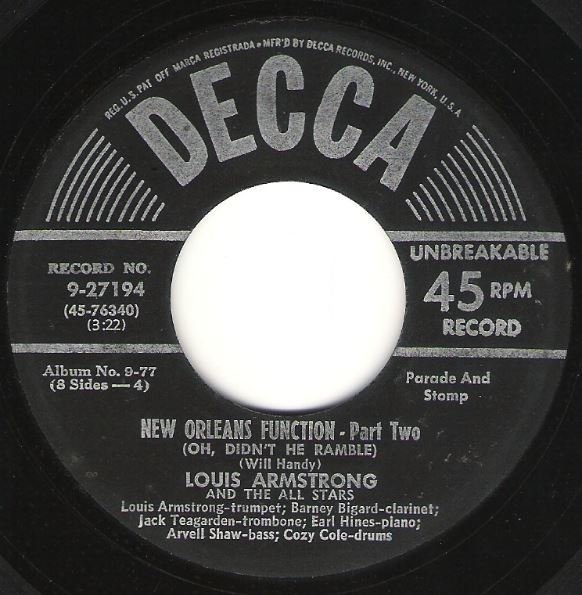 REG. U.S. PAT. OFF. MARCA REGISTRADA • MF'R'D BY DECCA RECORDS, INC., NEW YORK, U.S.A.
DECCA
RECORD NO.
9-27194
(45-76340)
(3:22)
UNBREAKABLE
45 RPM
RECORD
Album No. 9-77
(8 Sides — 4)
Parade And
Stomp
NEW ORLEANS FUNCTION - Part Two
(OH, DIDN'T HE RAMBLE)
(Will Handy)
LOUIS ARMSTRONG
AND THE ALL STARS
Louis Armstrong-trumpet; Barney Bigard-clarinet;
Jack Teagarden-trombone; Earl Hines-piano;
Arvell Shaw-bass; Cozy Cole-drums